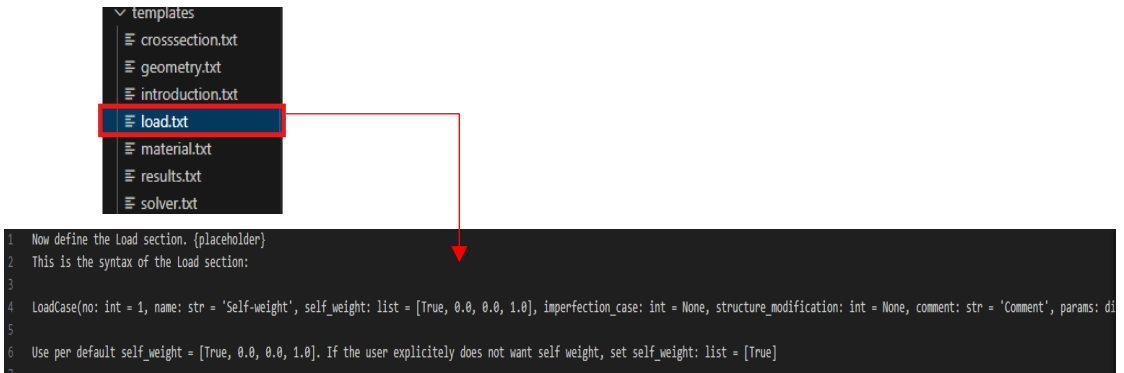 templates
crosssection.txt
geometry.txt
introduction.txt
load.txt
material.txt
results.txt
solver.txt
1 Now define the Load section. {placeholder}
2 This is the syntax of the Load section:
3
4 LoadCase(no: int = 1, name: str = 'Self-weight', self_weight: list = [True, 0.0, 0.0, 1.0], imperfection_case: int = None, structure_modification: int = None, comment: str = 'Comment', params: di
5
6 Use per default self_weight = [True, 0.0, 0.0, 1.0]. If the user explicitely does not want self weight, set self_weight: list = [True]